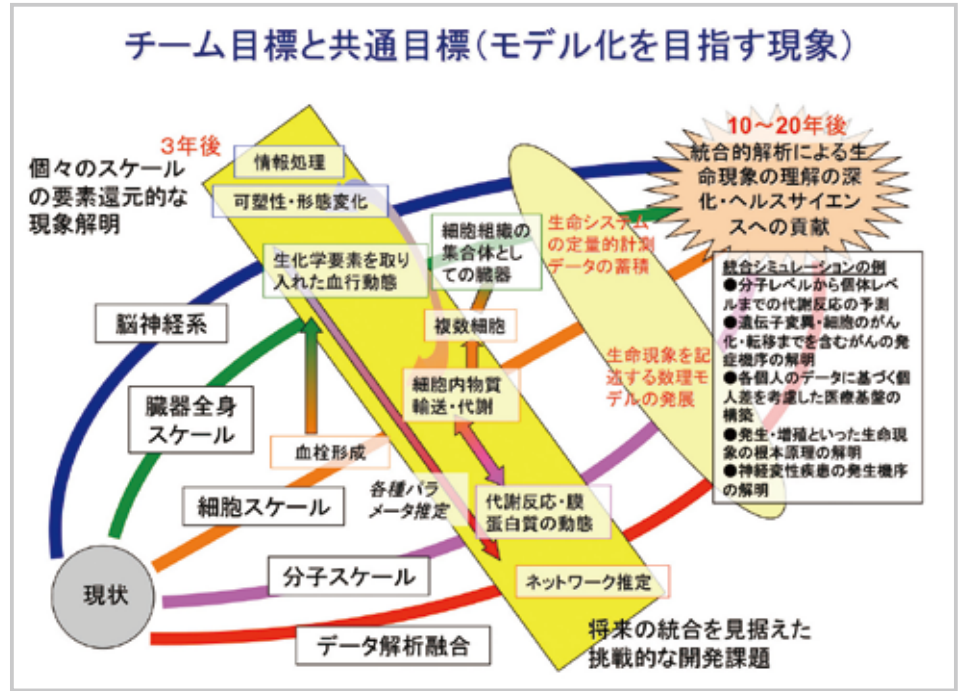 チーム目標と共通目標(モデル化を目指す現象)
個々のスケール
の要素還元的な
現象解明
3年後
情報処理
可塑性・形態変化
生化学要素を取り
入れた血行動態
細胞組織の
集合体とし
ての臓器
複数細胞
細胞内物質
輸送・代謝
血栓形成
各種パラ
メータ推定
代謝反応・膜
蛋白質の動態
ネットワーク推定
生命システム
の定量的計測
データの蓄積
生命現象を記
述する数理モ
デルの発展
10~20年後
統合的解析による生
命現象の理解の深
化・ヘルスサイエン
スへの貢献
統合シミュレーションの例
●分子レベルから個体レベ
ルまでの代謝反応の予測
●遺伝子変異・細胞のがん
化・転移までを含むがんの発
症機序の解明
●各個人のデータに基づく個
人差を考慮した医療基盤の
構築
●発生・増殖といった生命現
象の根本原理の解明
●神経変性疾患の発生機序
の解明
脳神経系
臓器全身
スケール
細胞スケール
分子スケール
データ解析融合
現状
将来の統合を見据えた
挑戦的な開発課題